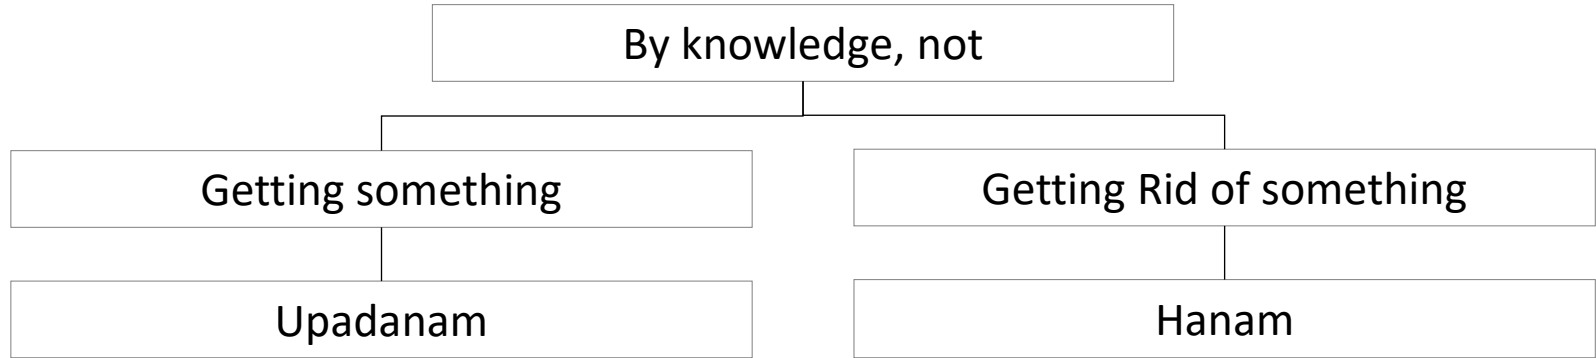 By knowledge, not
Getting something
Getting Rid of something
Upadanam
Hanam